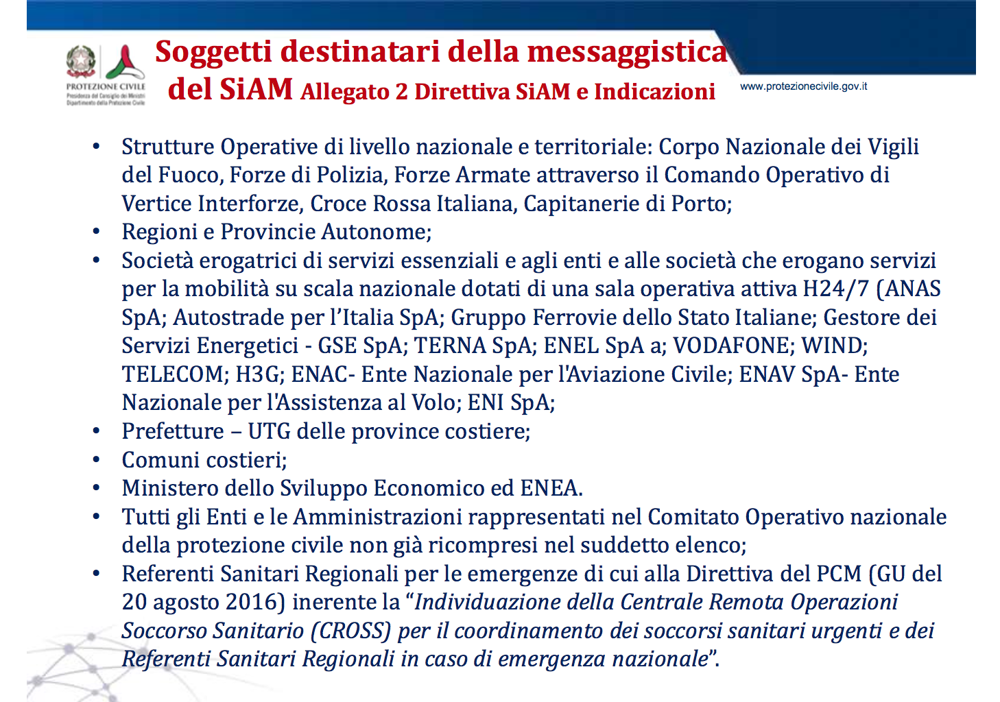 Soggetti destinatari della messaggistica
del SiAM Allegato 2 Direttiva SiAM e Indicazioni
PROTEZIONE CIVILE
Presidenza del Consiglio dei Ministri
Dipartimento della Protezione Civile
www.protezionecivile.gov.it
• Strutture Operative di livello nazionale e territoriale: Corpo Nazionale dei Vigili
del Fuoco, Forze di Polizia, Forze Armate attraverso il Comando Operativo di
Vertice Interforze, Croce Rossa Italiana, Capitanerie di Porto;
• Regioni e Provincie Autonome;
• Società erogatrici di servizi essenziali e agli enti e alle società che erogano servizi
per la mobilità su scala nazionale dotati di una sala operativa attiva H24/7 (ANAS
SpA; Autostrade per l’Italia SpA; Gruppo Ferrovie dello Stato Italiane; Gestore dei
Servizi Energetici - GSE SpA; TERNA SpA; ENEL SpA a; VODAFONE; WIND;
TELECOM; H3G; ENAC- Ente Nazionale per l'Aviazione Civile; ENAV SpA- Ente
Nazionale per l'Assistenza al Volo; ENI SpA;
• Prefetture – UTG delle province costiere;
• Comuni costieri;
• Ministero dello Sviluppo Economico ed ENEA.
• Tutti gli Enti e le Amministrazioni rappresentati nel Comitato Operativo nazionale
della protezione civile non già ricompresi nel suddetto elenco;
• Referenti Sanitari Regionali per le emergenze di cui alla Direttiva del PCM (GU del
20 agosto 2016) inerente la “Individuazione della Centrale Remota Operazioni
Soccorso Sanitario (CROSS) per il coordinamento dei soccorsi sanitari urgenti e dei
Referenti Sanitari Regionali in caso di emergenza nazionale”.